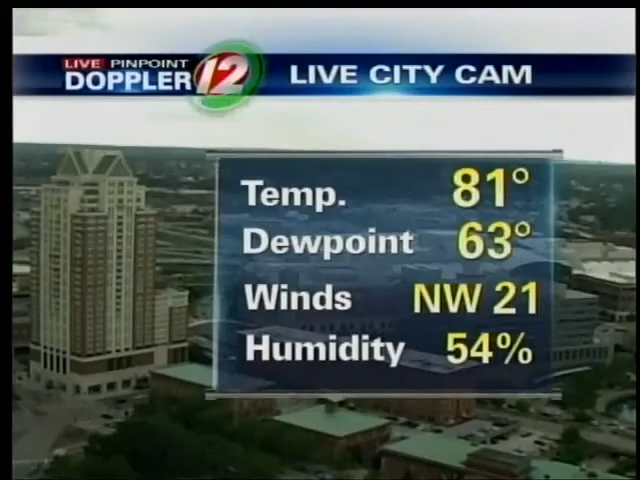 LIVE PINPOINT
DOPPLER 12
LIVE CITY CAM
Temp. 81°
Dewpoint 63°
Winds NW 21
Humidity 54%